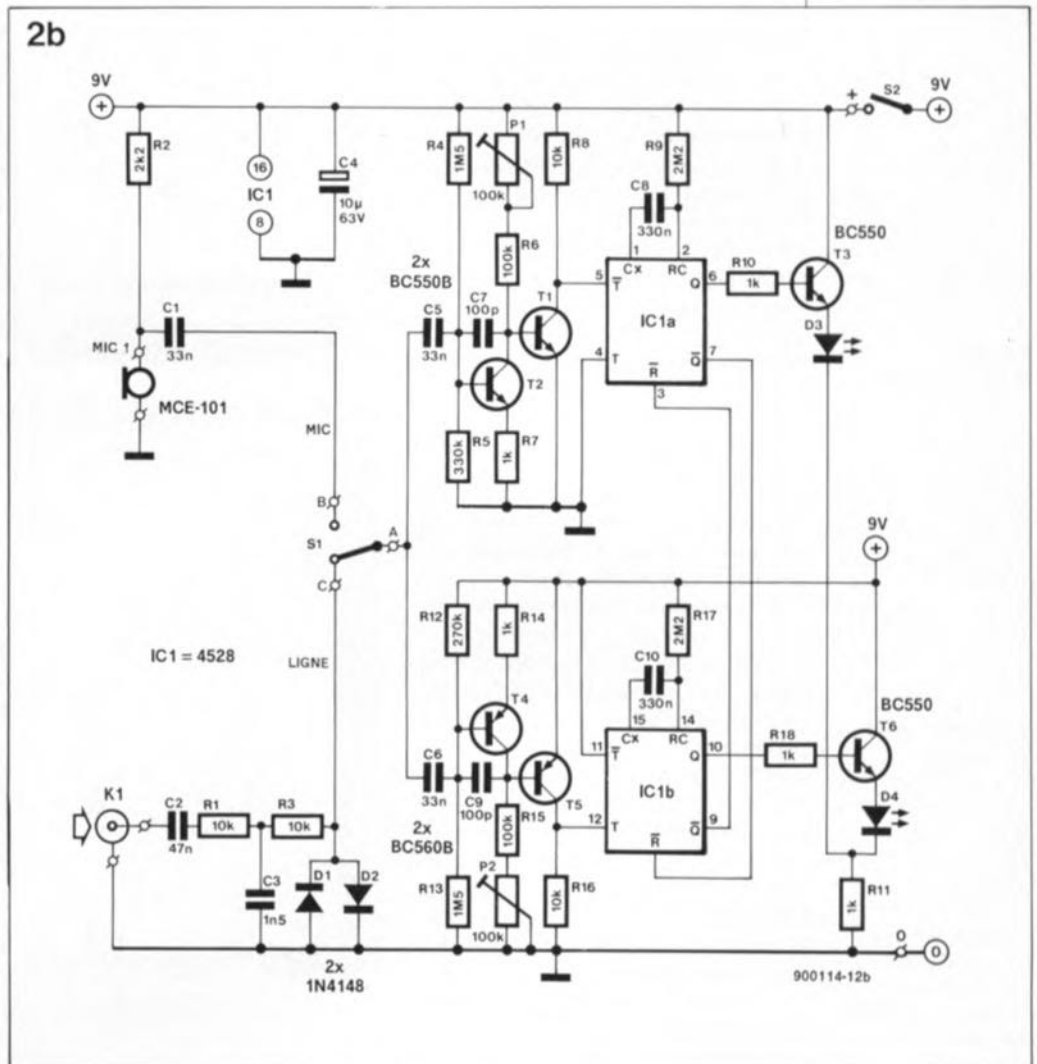 2b
9V
S2
9V
+
R2
2k2
16
IC1
8
C4
10µ
63V
R4
1M5
P1
100k
R8
10k
R9
2M2
C8
330n
R6
100k
2x
BC550B
C5
33n
C7
100p
T1
T2
R5
330k
R7
1k
1
2
Cx
RC
5
T
IC1a
4
T
R
3
Q
6
Q
7
R10
1k
BC550
T3
D3
C1
33n
MIC 1
MCE-101
MIC
B
S1
A
C
LIGNE
IC1 = 4528
9V
R12
270k
R14
1k
R17
2M2
C10
330n
T4
C6
33n
C9
100p
T5
2x
BC560B
R15
100k
R13
1M5
P2
100k
R16
10k
15
14
Cx
RC
11
T
IC1b
12
T
R
Q
10
Q
9
R18
1k
BC550
T6
D4
R11
1k
K1
C2
47n
R1
10k
R3
10k
C3
1n5
D1
D2
2x
1N4148
0
0
900114-12b